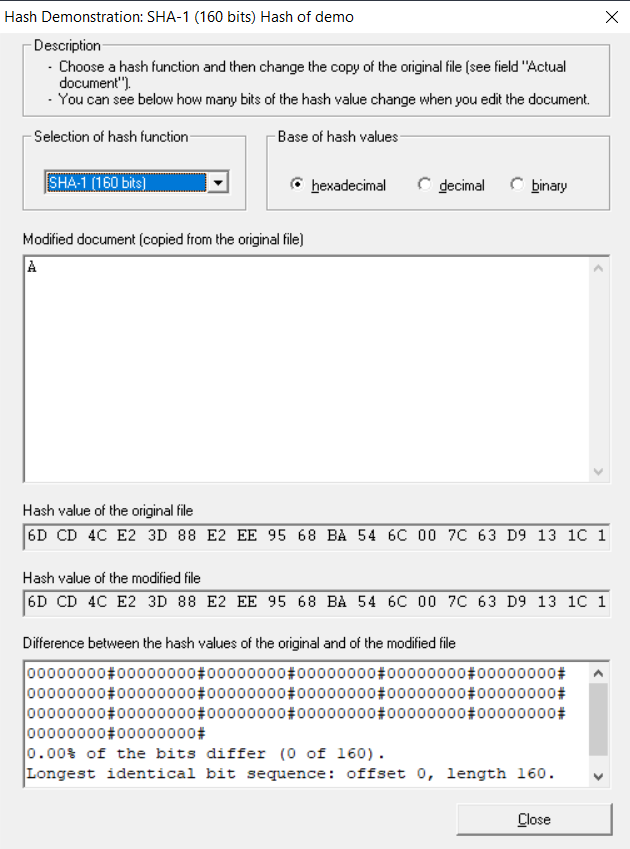 Hash Demonstration: SHA-1 (160 bits) Hash of demo
Description
- Choose a hash function and then change the copy of the original file (see field "Actual
document").
- You can see below how many bits of the hash value change when you edit the document.
Selection of hash function
SHA-1 (160 bits)
Base of hash values
hexadecimal
decimal
binary
Modified document (copied from the original file)
A
Hash value of the original file
6D CD 4C E2 3D 88 E2 EE 95 68 BA 54 6C 00 7C 63 D9 13 1C 1
Hash value of the modified file
6D CD 4C E2 3D 88 E2 EE 95 68 BA 54 6C 00 7C 63 D9 13 1C 1
Difference between the hash values of the original and of the modified file
00000000#00000000#00000000#00000000#00000000#00000000#
00000000#00000000#00000000#00000000#00000000#00000000#
00000000#00000000#00000000#00000000#00000000#00000000#
00000000#00000000#
0.00% of the bits differ (0 of 160).
Longest identical bit sequence: offset 0, length 160.
Close